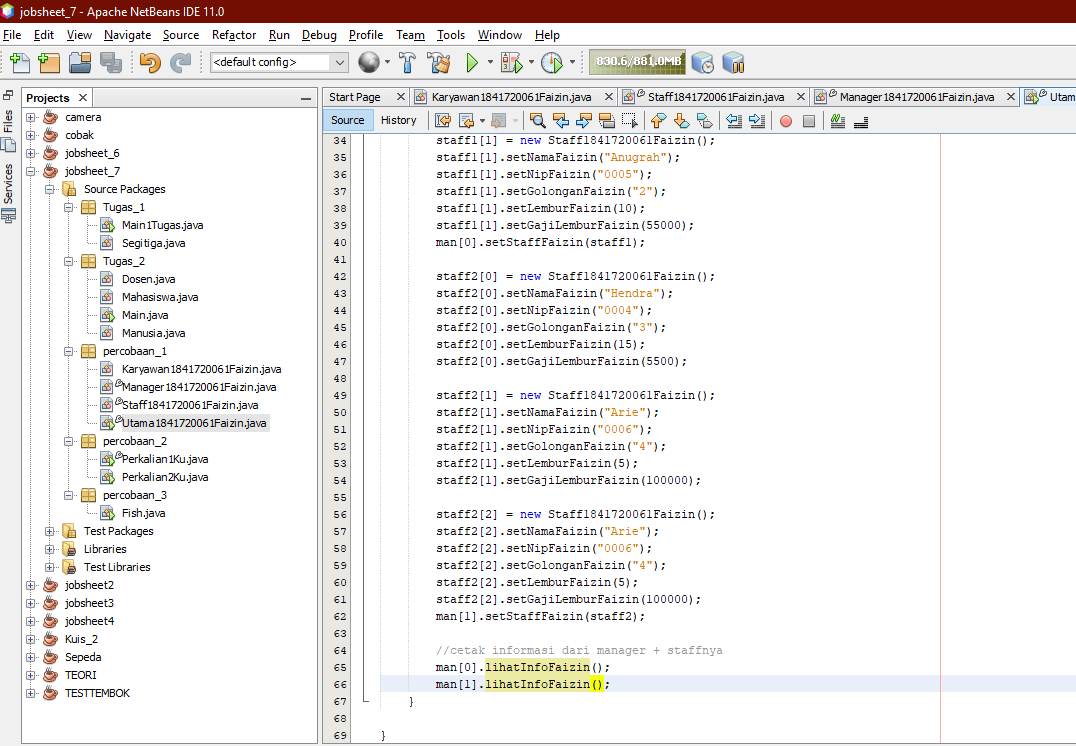 jobsheet_7 - Apache NetBeans IDE 11.0
File Edit View Navigate Source Refactor Run Debug Profile Team Tools Window Help
<default config> 830.6/881.0MB
Files
Services
Projects
camera
cobak
jobsheet_6
jobsheet_7
Source Packages
Tugas_1
Main1Tugas.java
Segitiga.java
Tugas_2
Dosen.java
Mahasiswa.java
Main.java
Manusia.java
percobaan_1
Karyawan1841720061Faizin.java
Manager1841720061Faizin.java
Staff1841720061Faizin.java
Utama1841720061Faizin.java
percobaan_2
Perkalian1Ku.java
Perkalian2Ku.java
percobaan_3
Fish.java
Test Packages
Libraries
Test Libraries
jobsheet2
jobsheet3
jobsheet4
Kuis_2
Sepeda
TEORI
TESTTEMBOK
Start Page Karyawan1841720061Faizin.java Staff1841720061Faizin.java Manager1841720061Faizin.java Utam
Source History
34 staff1[1] = new Staff1841720061Faizin();
35 staff1[1].setNamaFaizin("Anugrah");
36 staff1[1].setNipFaizin("0005");
37 staff1[1].setGolonganFaizin("2");
38 staff1[1].setLemburFaizin(10);
39 staff1[1].setGajiLemburFaizin(55000);
40 man[0].setStaffFaizin(staff1);
41
42 staff2[0] = new Staff1841720061Faizin();
43 staff2[0].setNamaFaizin("Hendra");
44 staff2[0].setNipFaizin("0004");
45 staff2[0].setGolonganFaizin("3");
46 staff2[0].setLemburFaizin(15);
47 staff2[0].setGajiLemburFaizin(5500);
48
49 staff2[1] = new Staff1841720061Faizin();
50 staff2[1].setNamaFaizin("Arie");
51 staff2[1].setNipFaizin("0006");
52 staff2[1].setGolonganFaizin("4");
53 staff2[1].setLemburFaizin(5);
54 staff2[1].setGajiLemburFaizin(100000);
55
56 staff2[2] = new Staff1841720061Faizin();
57 staff2[2].setNamaFaizin("Arie");
58 staff2[2].setNipFaizin("0006");
59 staff2[2].setGolonganFaizin("4");
60 staff2[2].setLemburFaizin(5);
61 staff2[2].setGajiLemburFaizin(100000);
62 man[1].setStaffFaizin(staff2);
63
64 //cetak informasi dari manager + staffnya
65 man[0].lihatInfoFaizin();
66 man[1].lihatInfoFaizin();
67 }
68
69 }